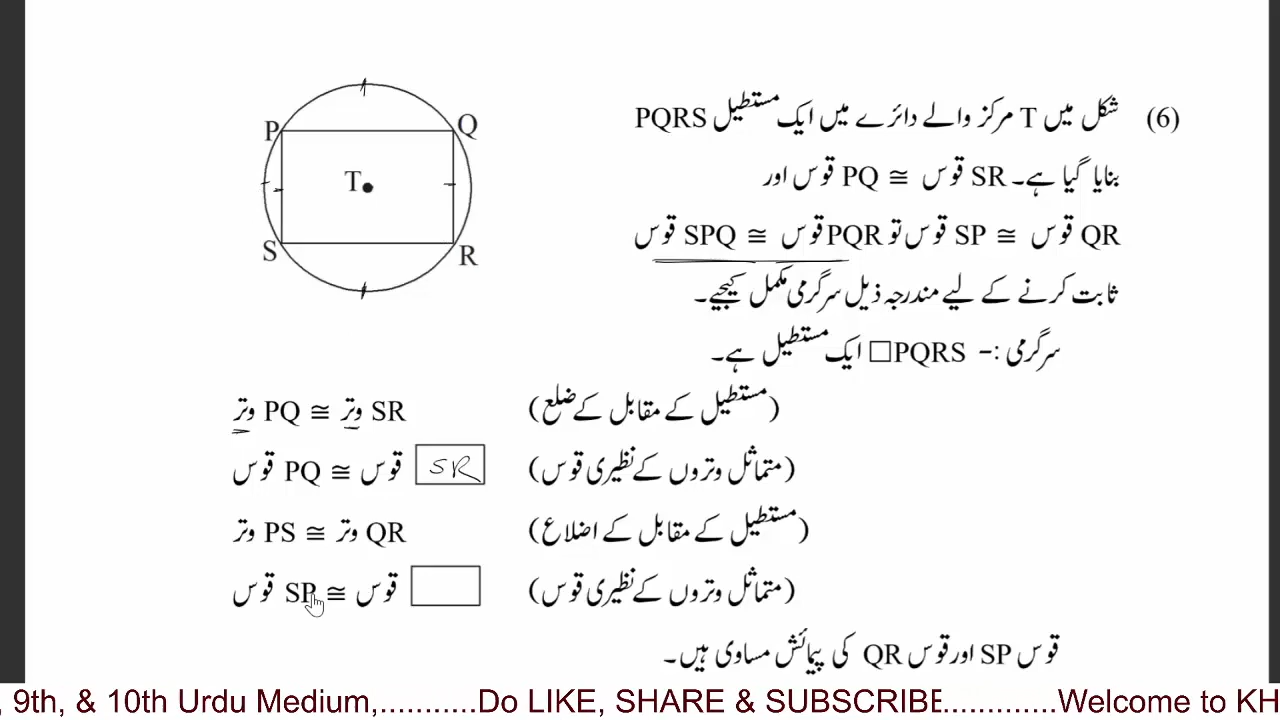 (6) شکل میں T مرکز والے دائرے میں ایک مستطیل PQRS
بنایا گیا ہے۔ SR قوس ≅ PQ قوس اور
QR قوس ≅ SP قوس تو PQR قوس ≅ SPQ قوس
ثابت کرنے کے لیے مندرجہ ذیل سرگرمی مکمل کیجیے۔
سرگرمی :- □PQRS ایک مستطیل ہے۔
P
Q
T
S
R
وتر PQ ≅ وتر SR (مستطیل کے مقابل کے ضلع)
قوس PQ ≅ قوس SR (متماثل وتروں کے نظیری قوس)
وتر PS ≅ وتر QR (مستطیل کے مقابل کے اضلاع)
قوس SP ≅ قوس (متماثل وتروں کے نظیری قوس)
قوس SP اور قوس QR کی پیمائش مساوی ہیں۔
, 9th, & 10th Urdu Medium,...........Do LIKE, SHARE & SUBSCRIBE.............Welcome to KH